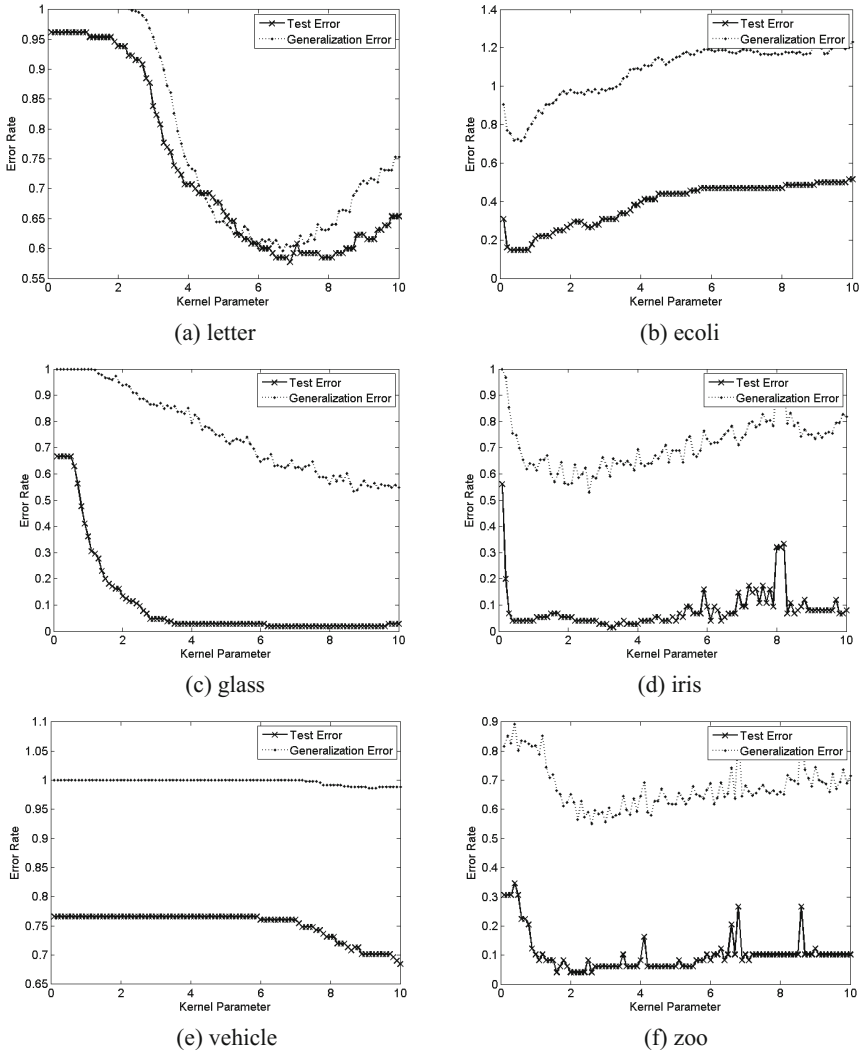 1
0.95
0.9
0.85
0.8
0.75
0.7
0.65
0.6
0.55
0 2 4 6 8 10
Error Rate
Kernel Parameter
Test Error
Generalization Error
(a) letter
1.4
1.2
1
0.8
0.6
0.4
0.2
0
0 2 4 6 8 10
Error Rate
Kernel Parameter
Test Error
Generalization Error
(b) ecoli
1
0.9
0.8
0.7
0.6
0.5
0.4
0.3
0.2
0.1
0
0 2 4 6 8 10
Error Rate
Kernel Parameter
Test Error
Generalization Error
(c) glass
1
0.9
0.8
0.7
0.6
0.5
0.4
0.3
0.2
0.1
0
0 2 4 6 8 10
Error Rate
Kernel Parameter
Test Error
Generalization Error
(d) iris
1.1
1.05
1
0.95
0.9
0.85
0.8
0.75
0.7
0.65
0 2 4 6 8 10
Error Rate
Kernel Parameter
Test Error
Generalization Error
(e) vehicle
0.9
0.8
0.7
0.6
0.5
0.4
0.3
0.2
0.1
0
0 2 4 6 8 10
Error Rate
Kernel Parameter
Test Error
Generalization Error
(f) zoo